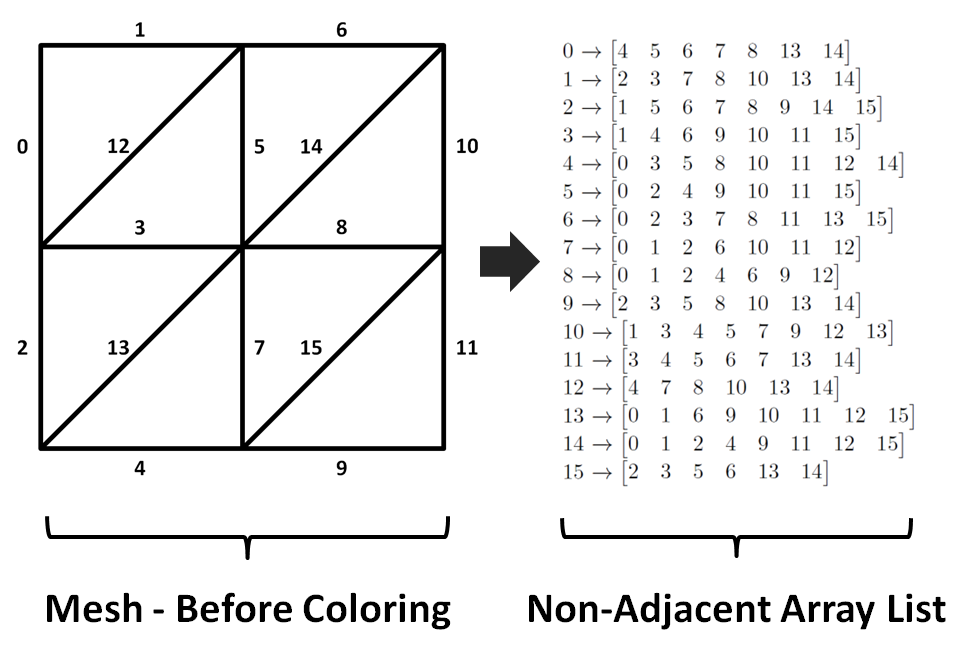 1 6
0 12 5 14 10
3 8
2 13 7 15 11
4 9
Mesh - Before Coloring
0 → [4 5 6 7 8 13 14]
1 → [2 3 7 8 10 13 14]
2 → [1 5 6 7 8 9 14 15]
3 → [1 4 6 9 10 11 15]
4 → [0 3 5 8 10 11 12 14]
5 → [0 2 4 9 10 11 15]
6 → [0 2 3 7 8 11 13 15]
7 → [0 1 2 6 10 11 12]
8 → [0 1 2 4 6 9 12]
9 → [2 3 5 8 10 13 14]
10 → [1 3 4 5 7 9 12 13]
11 → [3 4 5 6 7 13 14]
12 → [4 7 8 10 13 14]
13 → [0 1 6 9 10 11 12 15]
14 → [0 1 2 4 9 11 12 15]
15 → [2 3 5 6 13 14]
Non-Adjacent Array List